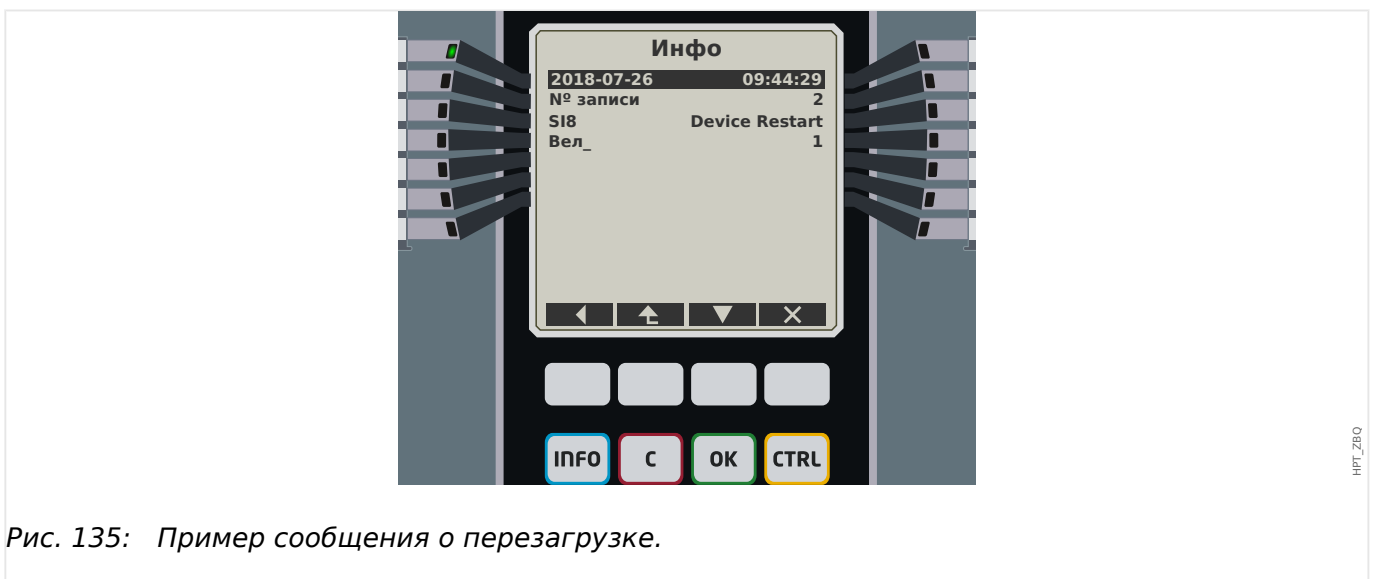 Инфо
2018-07-26 09:44:29
Nº записи 2
SI8 Device Restart
Вел_ 1
INFO C OK CTRL
HPT_ZBQ
Рис. 135: Пример сообщения о перезагрузке.